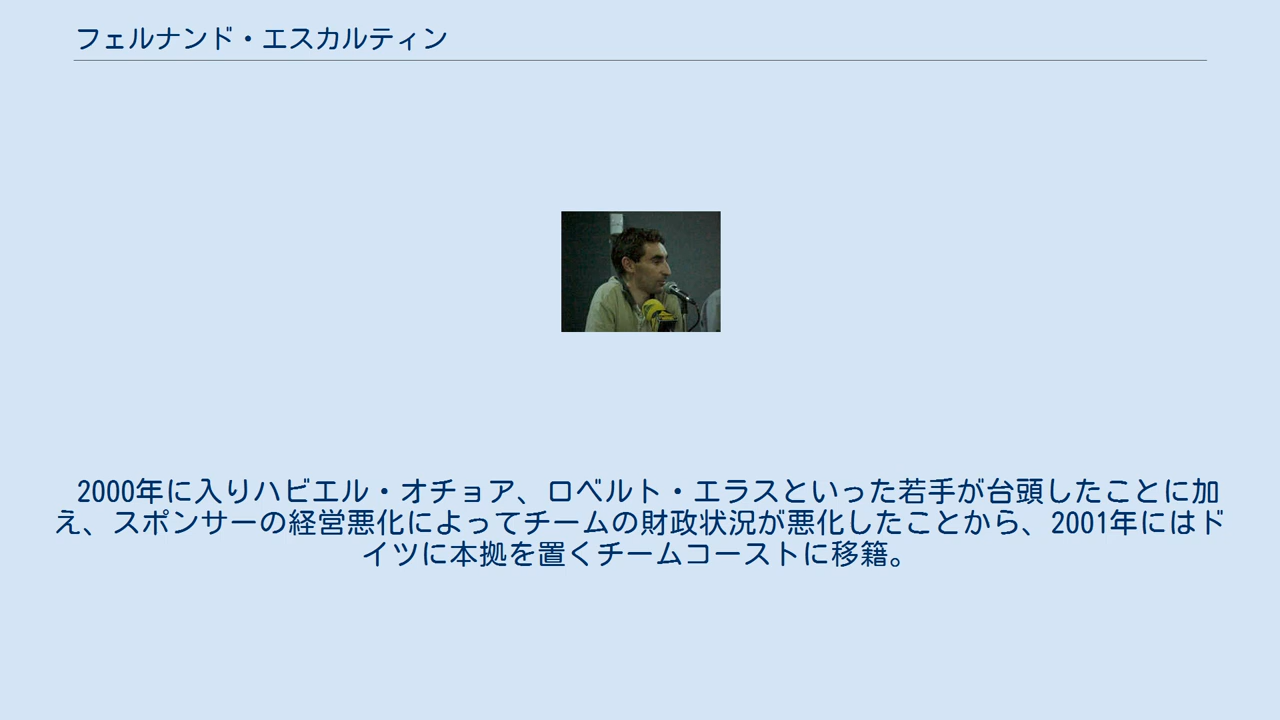 フェルナンド・エスカルティン
2000年に入りハビエル・オチョア、ロベルト・エラスといった若手が台頭したことに加
え、スポンサーの経営悪化によってチームの財政状況が悪化したことから、2001年にはド
イツに本拠を置くチームコーストに移籍。